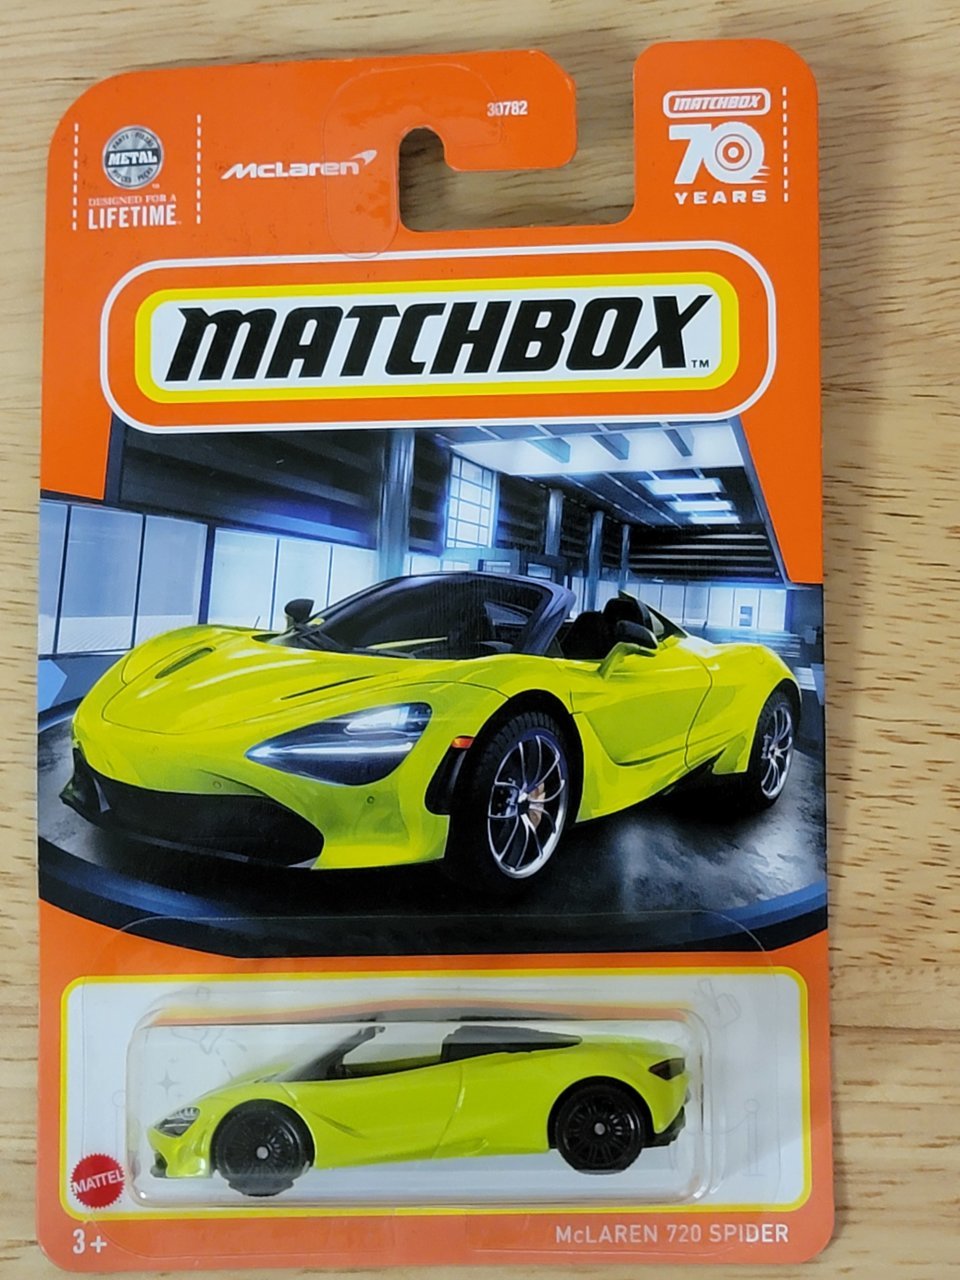 30782
MATCHBOX
70
YEARS
METAL
DESIGNED FOR A
LIFETIME
McLaren
MATCHBOX™
MATTEL
3+
McLAREN 720 SPIDER